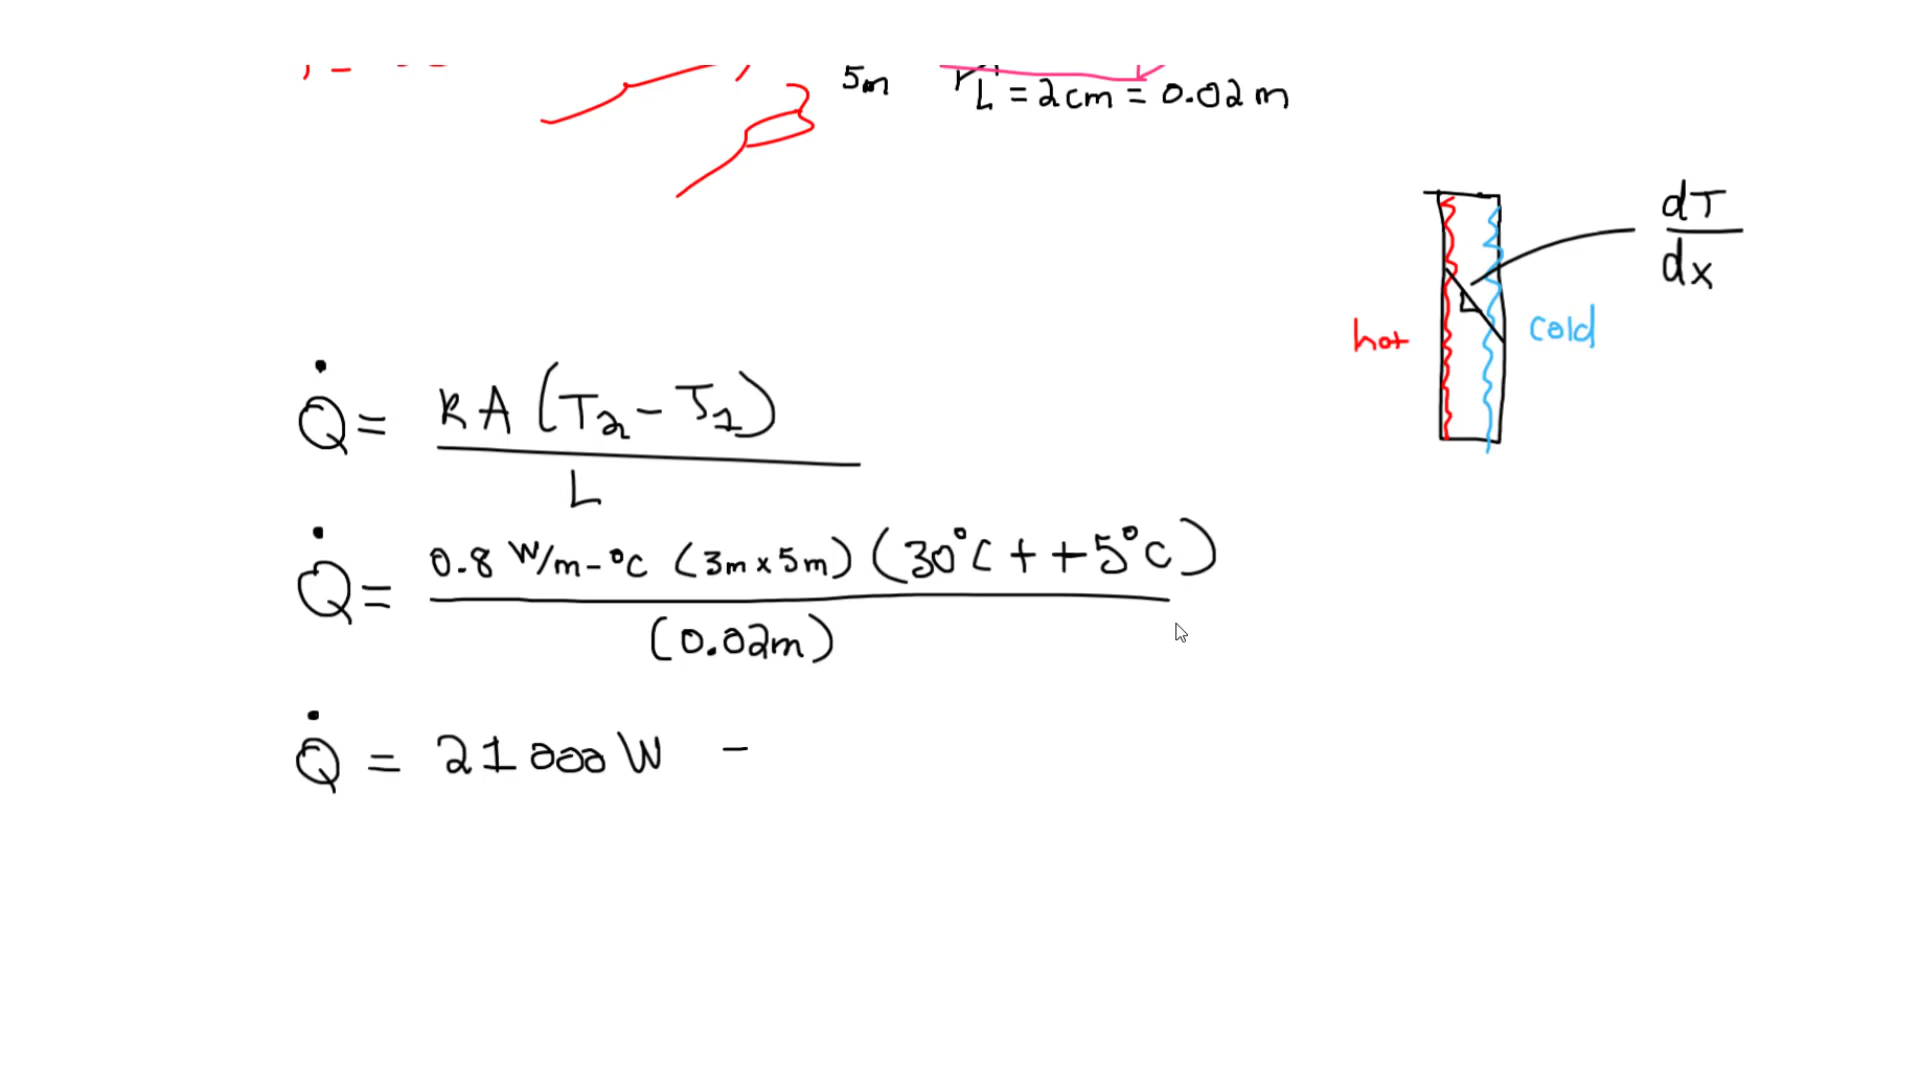 5m
L = 2cm = 0.02 m
dT
dx
hot
cold
Q̇ = KA (T₂ - T₁)
L
Q̇ = 0.8 W/m-°C (3m x 5m) (30°C + +5°C)
(0.02m)
Q̇ = 21000 W -